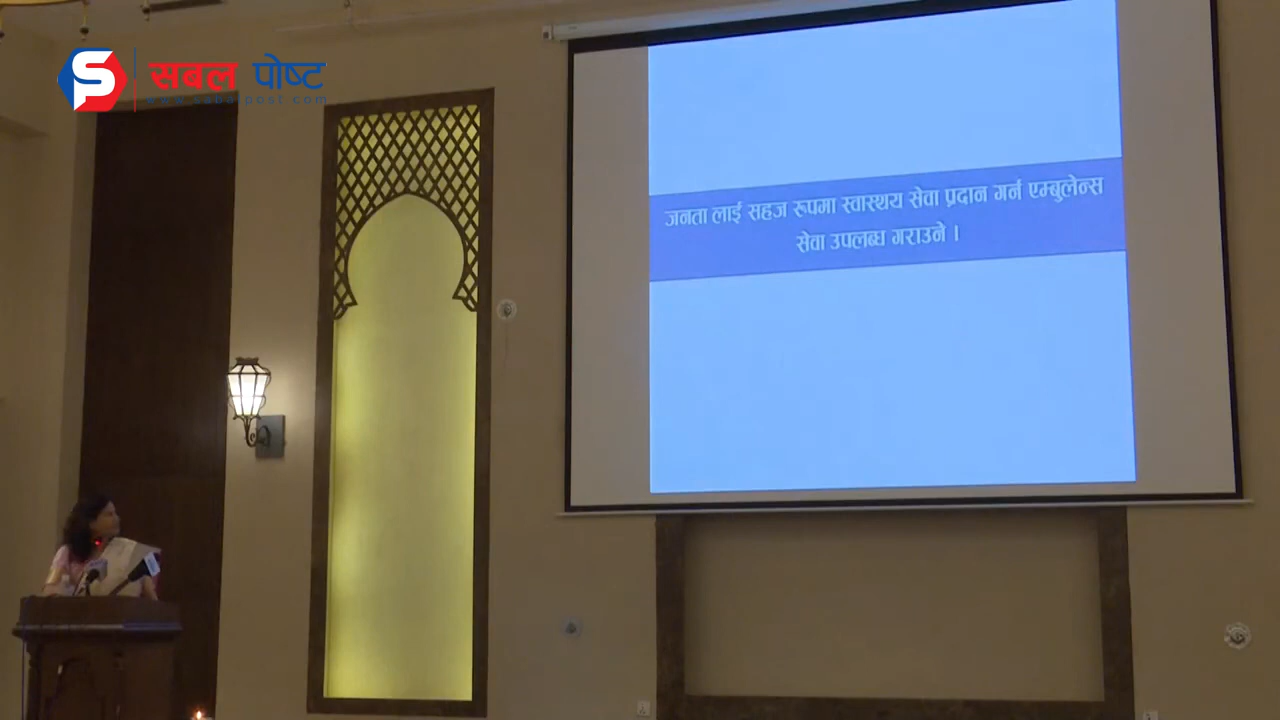 सबल पोष्ट
www.sabalpost.com
जनता लाई सहज रूपमा स्वास्थय सेवा प्रदान गर्न एम्बुलेन्स
सेवा उपलब्ध गराउने ।